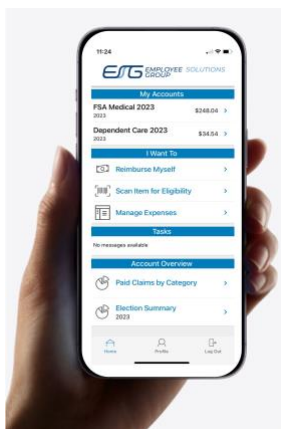 11:24
ESG EMPLOYEE SOLUTIONS
GROUP
My Accounts
FSA Medical 2023
2023
$248.04
Dependent Care 2023
2023
$34.54
I Want To
Reimburse Myself
Scan Item for Eligibility
Manage Expenses
Tasks
No messages available
Account Overview
Paid Claims by Category
Election Summary
2023
Home
Profile
Log Out